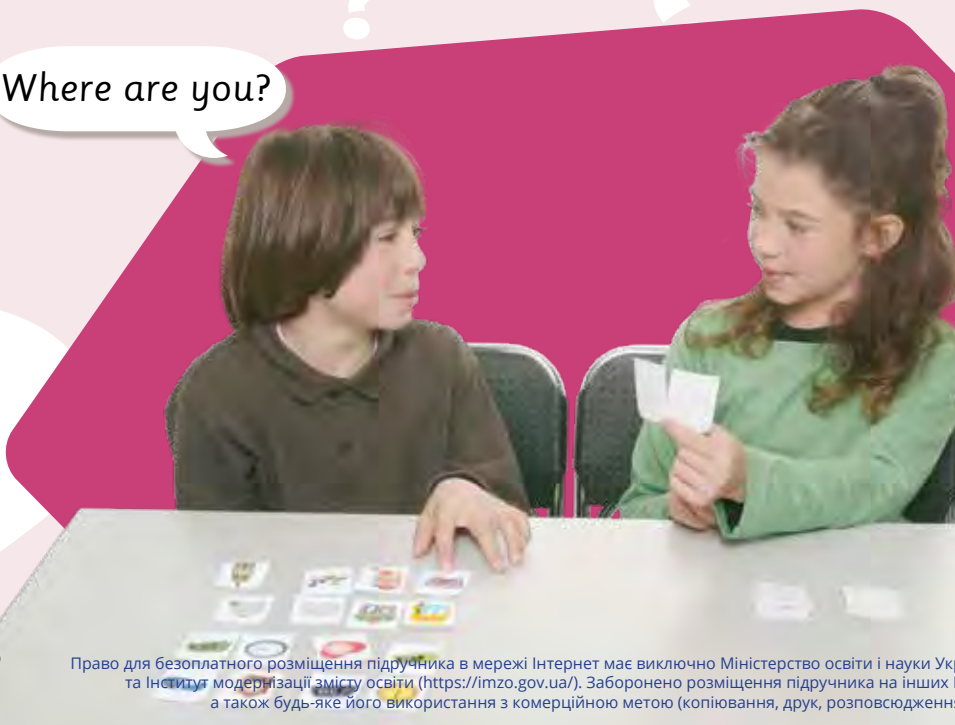 ?
Where are you?
Право для безоплатного розміщення підручника в мережі Інтернет має виключно Міністерство освіти і науки Укр
та Інститут модернізації змісту освіти (https://imzo.gov.ua/). Заборонено розміщення підручника на інших
а також будь-яке його використання з комерційною метою (копіювання, друк, розповсюдження